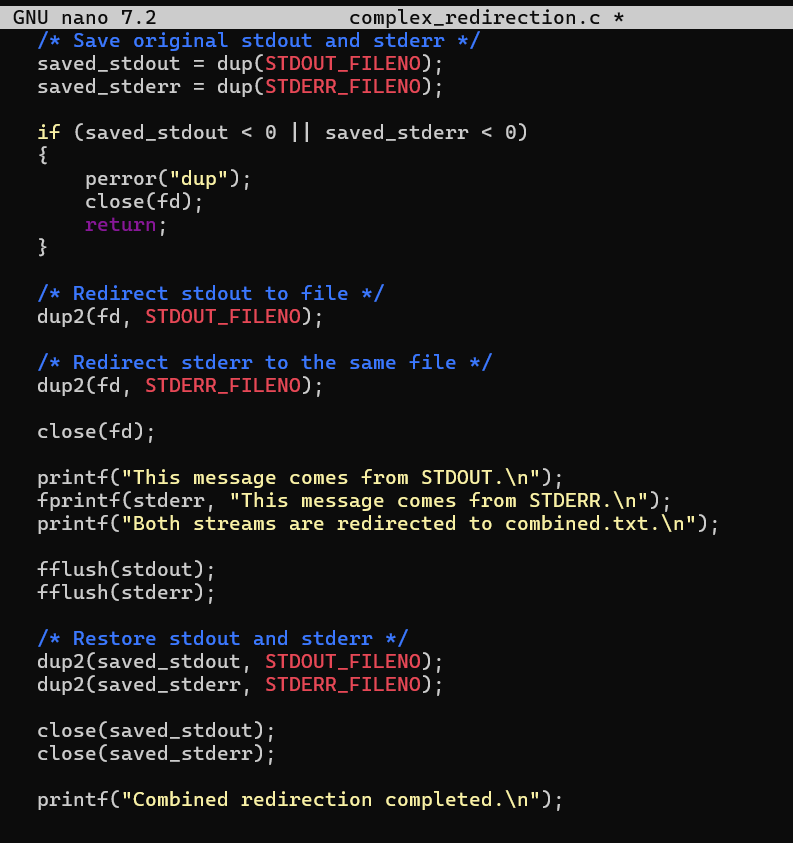 GNU nano 7.2 complex_redirection.c *
/* Save original stdout and stderr */
saved_stdout = dup(STDOUT_FILENO);
saved_stderr = dup(STDERR_FILENO);
if (saved_stdout < 0 || saved_stderr < 0)
{
perror("dup");
close(fd);
return;
}
/* Redirect stdout to file */
dup2(fd, STDOUT_FILENO);
/* Redirect stderr to the same file */
dup2(fd, STDERR_FILENO);
close(fd);
printf("This message comes from STDOUT.\n");
fprintf(stderr, "This message comes from STDERR.\n");
printf("Both streams are redirected to combined.txt.\n");
fflush(stdout);
fflush(stderr);
/* Restore stdout and stderr */
dup2(saved_stdout, STDOUT_FILENO);
dup2(saved_stderr, STDERR_FILENO);
close(saved_stdout);
close(saved_stderr);
printf("Combined redirection completed.\n");